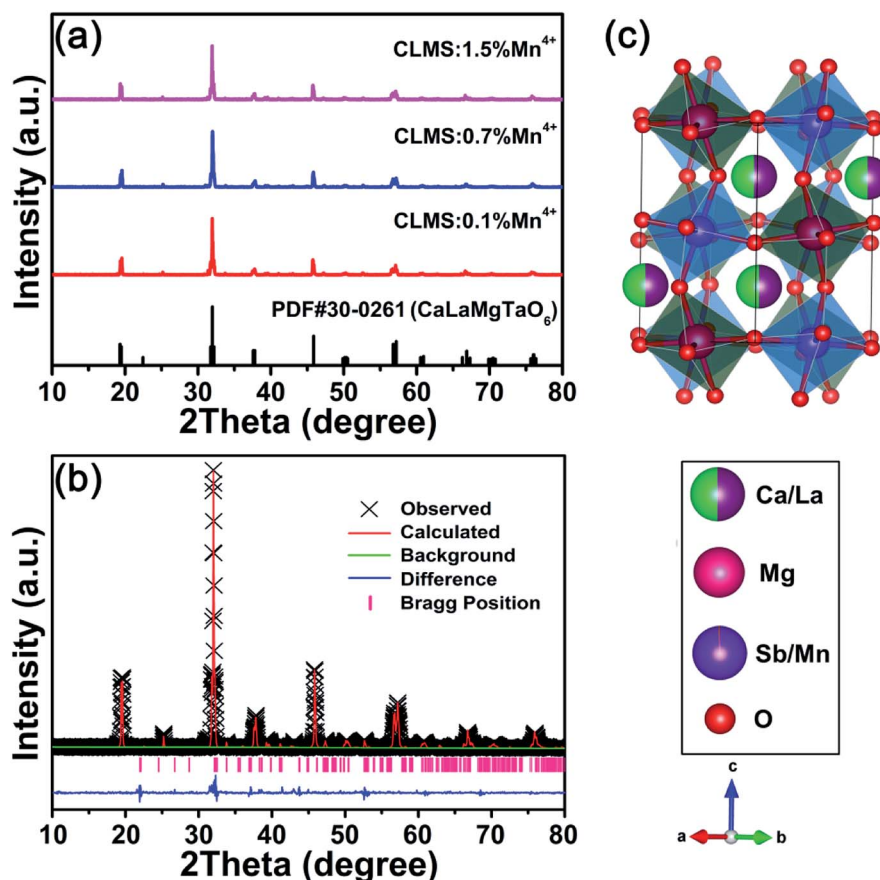 (a)
CLMS:1.5%Mn⁴⁺
CLMS:0.7%Mn⁴⁺
CLMS:0.1%Mn⁴⁺
PDF#30-0261 (CaLaMgTaO₆)
Intensity (a.u.)
10 20 30 40 50 60 70 80
2Theta (degree)
(b)
Observed
Calculated
Background
Difference
Bragg Position
Intensity (a.u.)
10 20 30 40 50 60 70 80
2Theta (degree)
(c)
Ca/La
Mg
Sb/Mn
O
c
a b